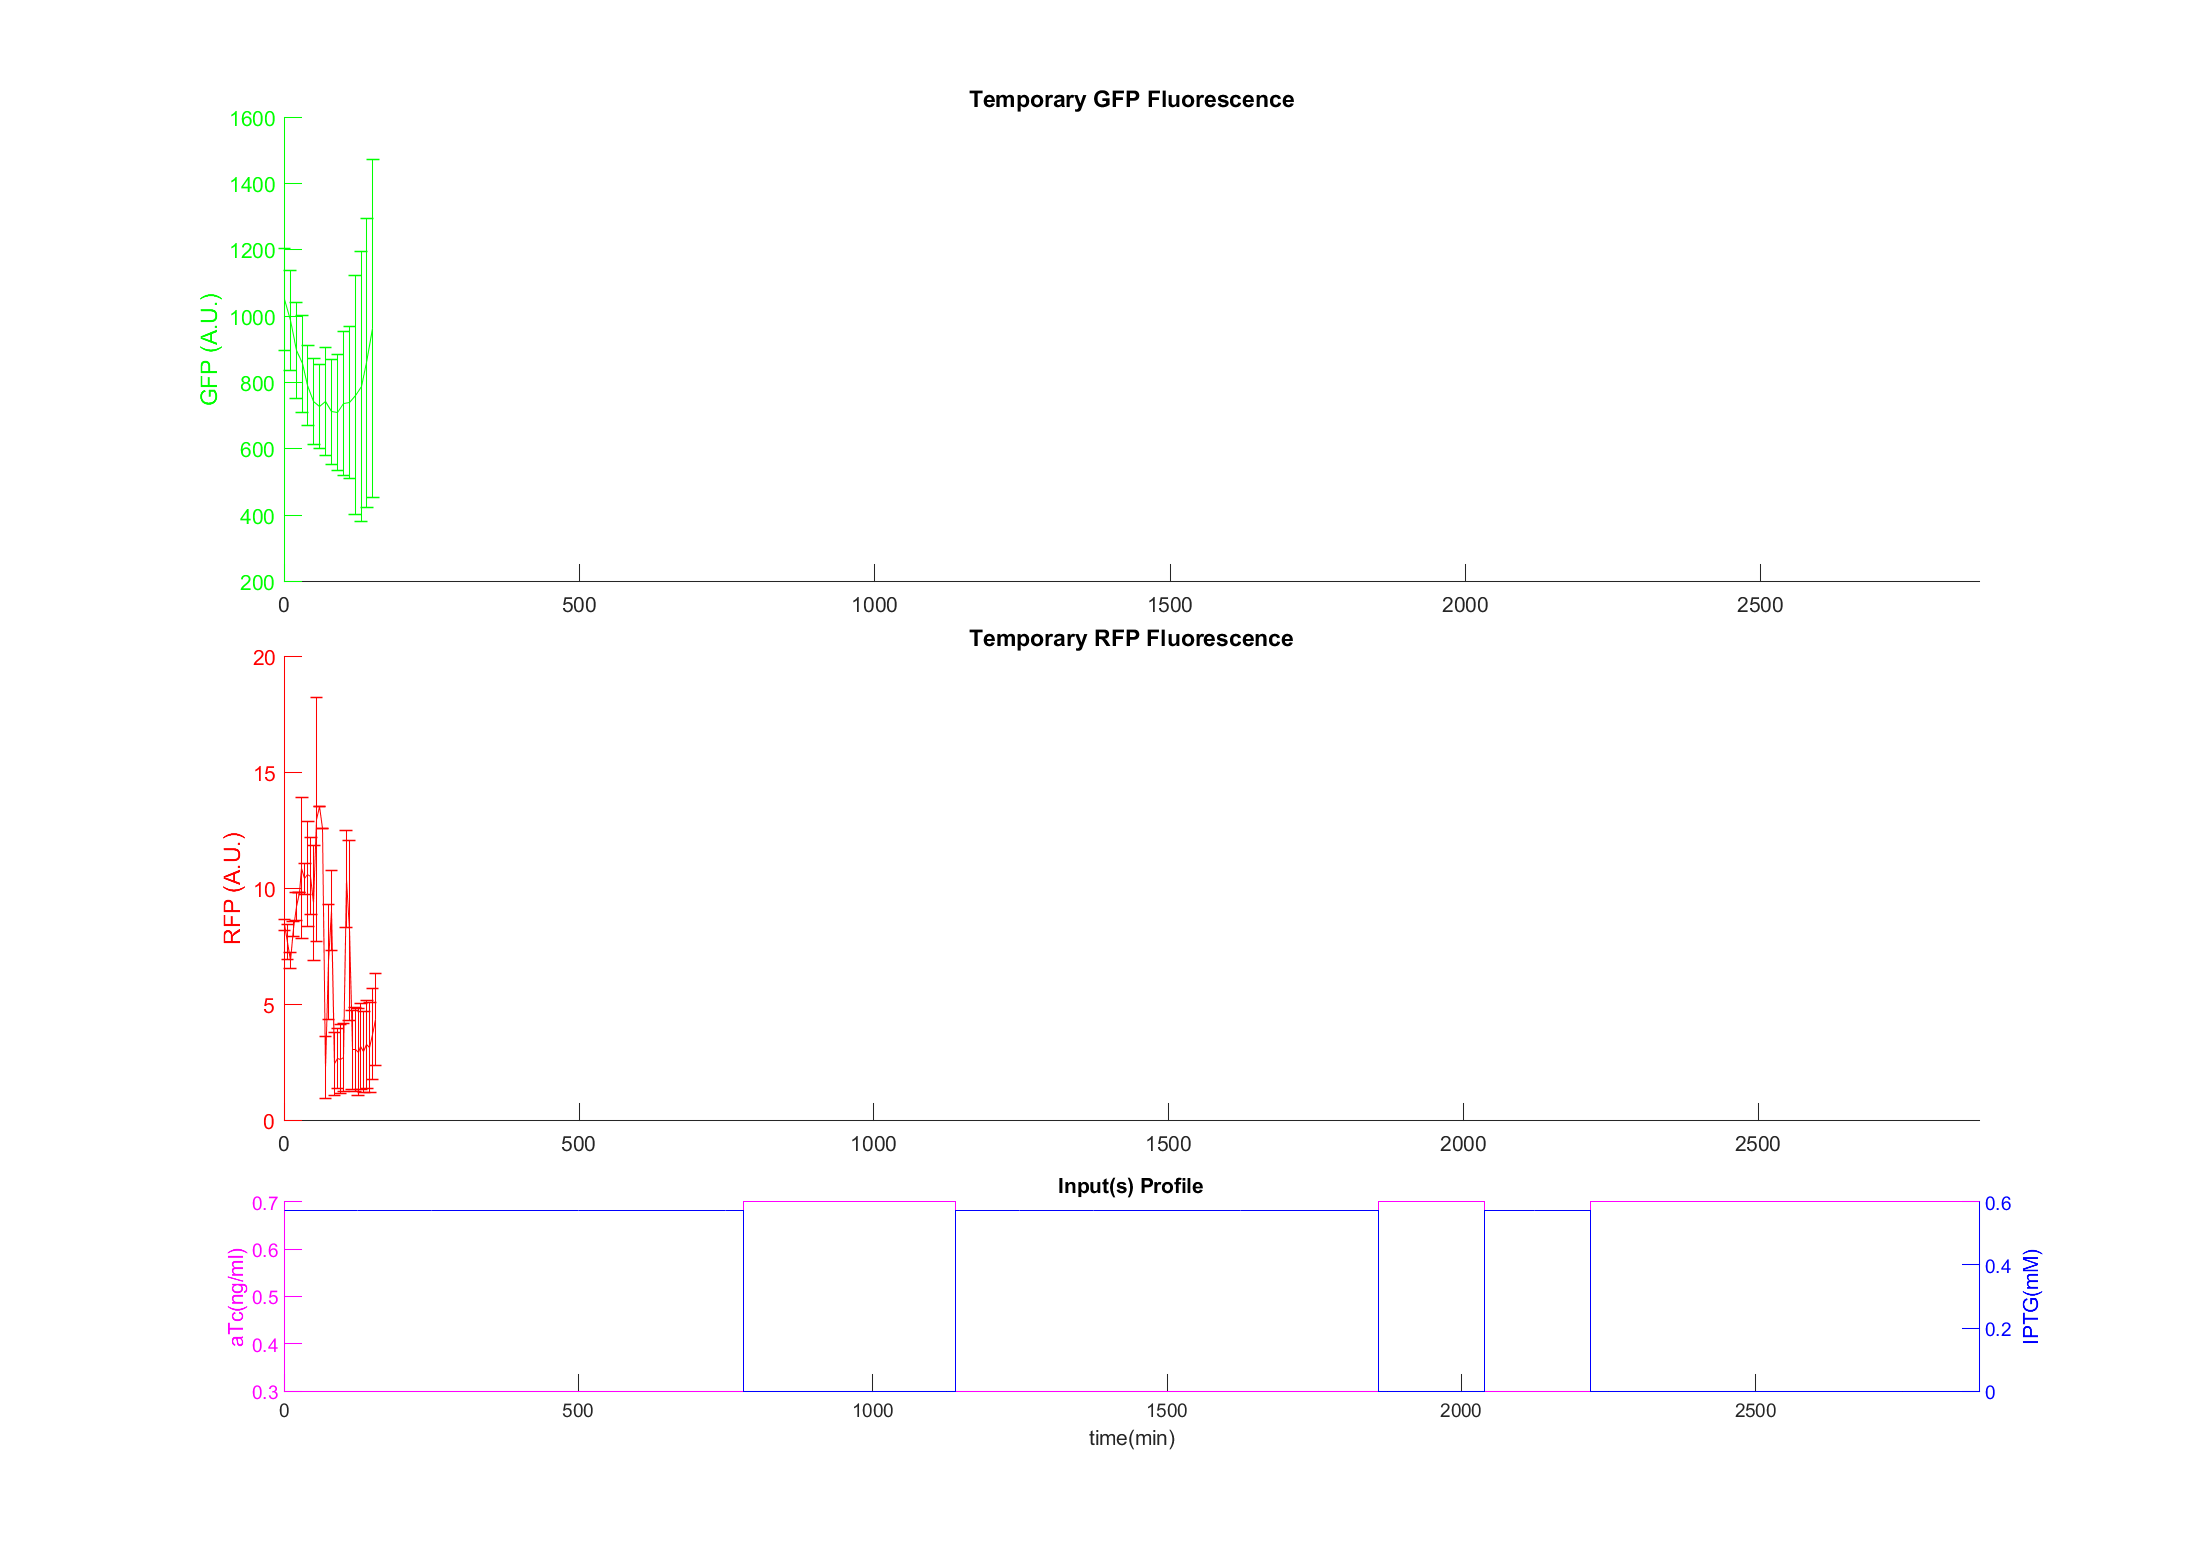 Temporary GFP Fluorescence
1600
1400
1200
1000
800
600
400
200
GFP (A.U.)
0 500 1000 1500 2000 2500
Temporary RFP Fluorescence
20
15
10
5
0
RFP (A.U.)
0 500 1000 1500 2000 2500
Input(s) Profile
0.7
0.6
0.5
0.4
0.3
aTc(ng/ml)
0.6
0.4
0.2
0
IPTG(mM)
0 500 1000 1500 2000 2500
time(min)